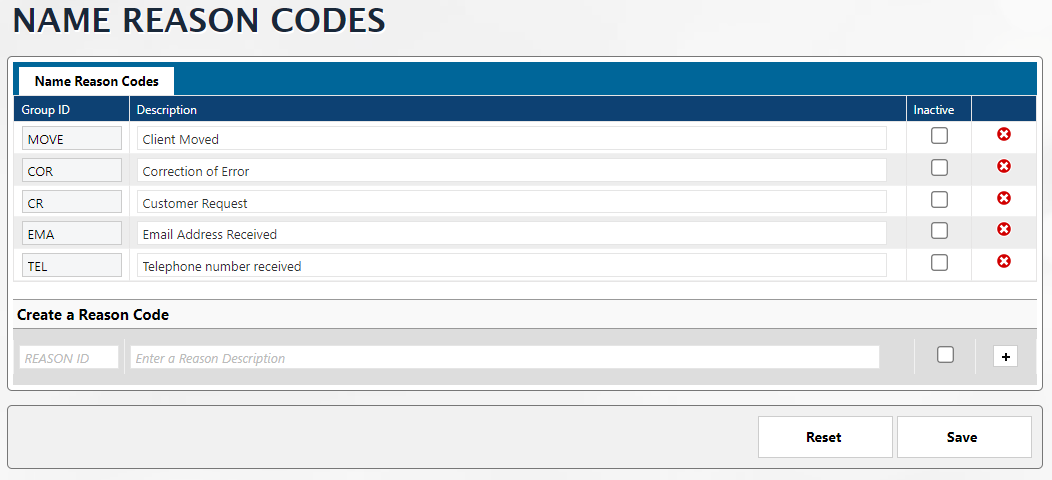 NAME REASON CODES
Name Reason Codes
Group ID Description Inactive
MOVE Client Moved
COR Correction of Error
CR Customer Request
EMA Email Address Received
TEL Telephone number received
Create a Reason Code
REASON ID Enter a Reason Description +
Reset Save